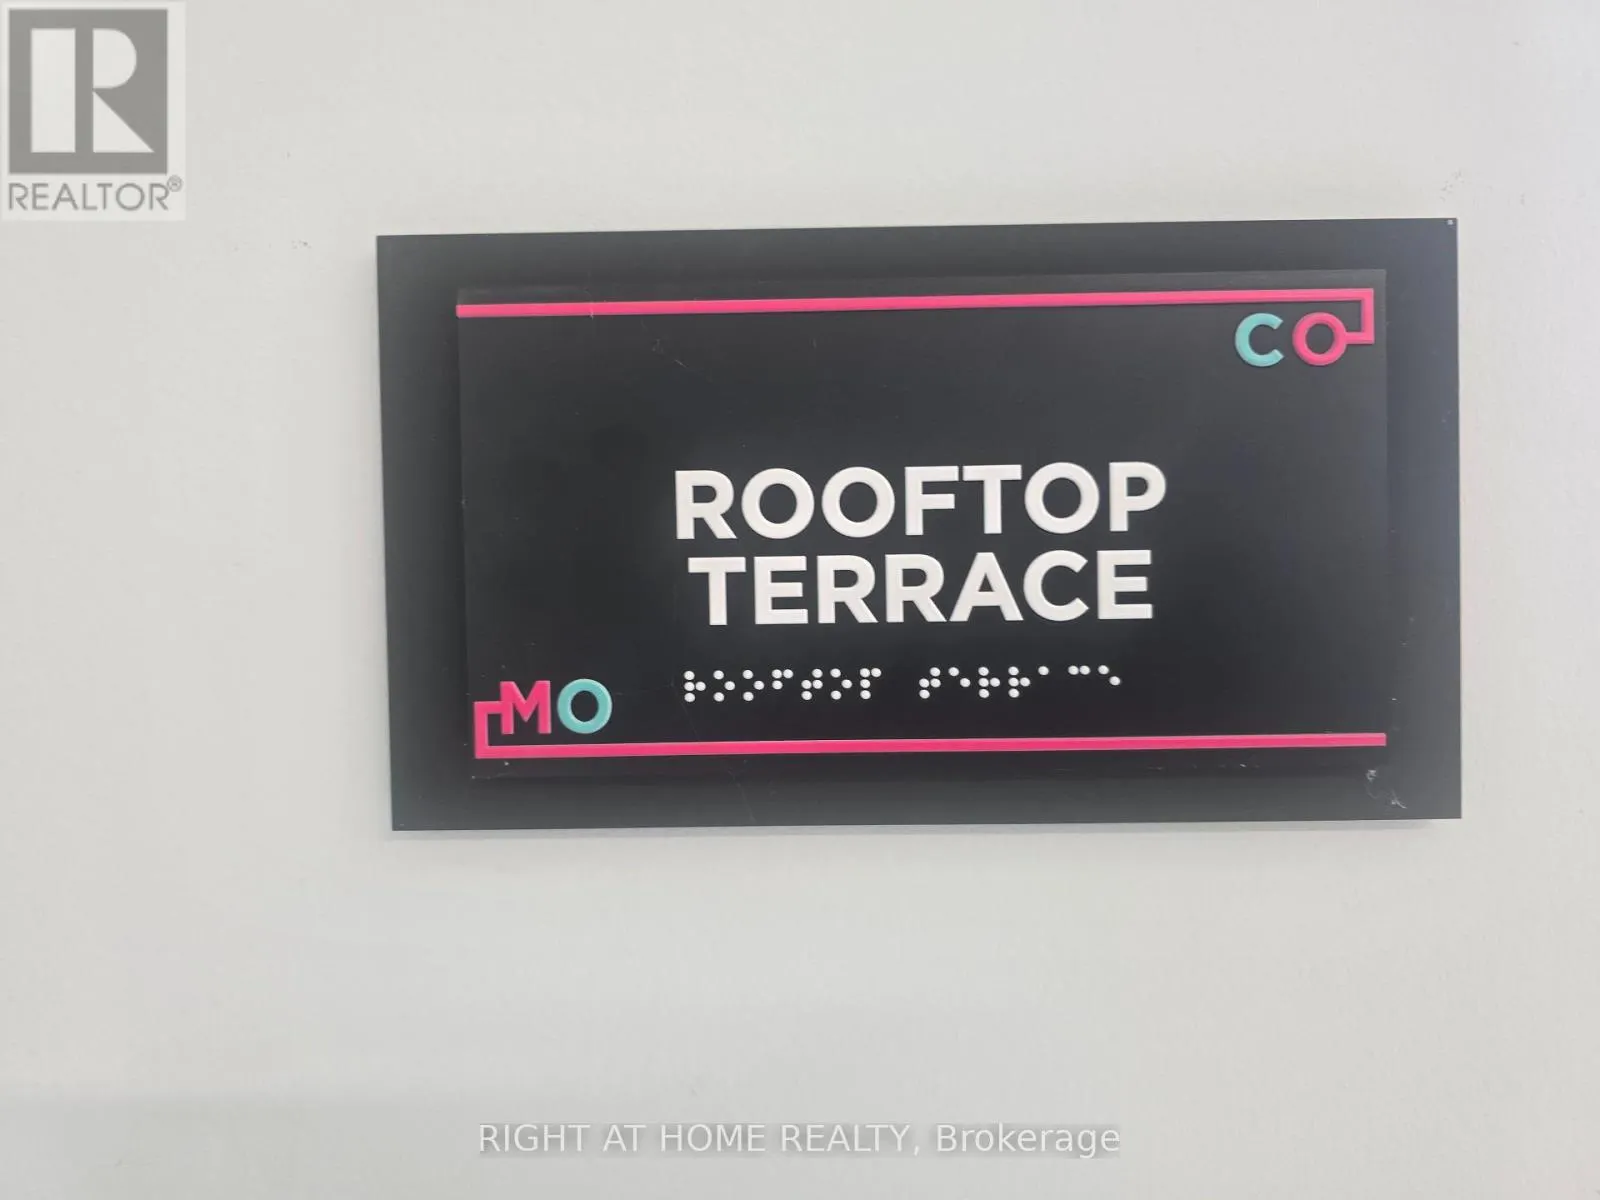 REALTOR®
CO
ROOFTOP
TERRACE
⠗⠕⠕⠋⠞⠕⠏ ⠞⠑⠗⠗⠁⠉⠑
MO
RIGHT AT HOME REALTY, Brokerage